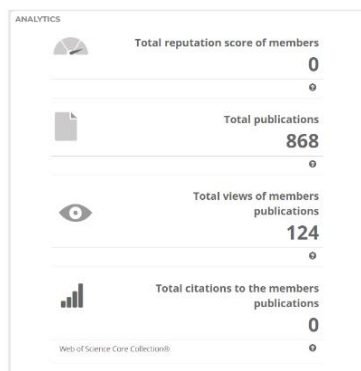 ANALYTICS
Total reputation score of members
0
Total publications
868
Total views of members
publications
124
Total citations to the members
publications
0
Web of Science Core Collection®